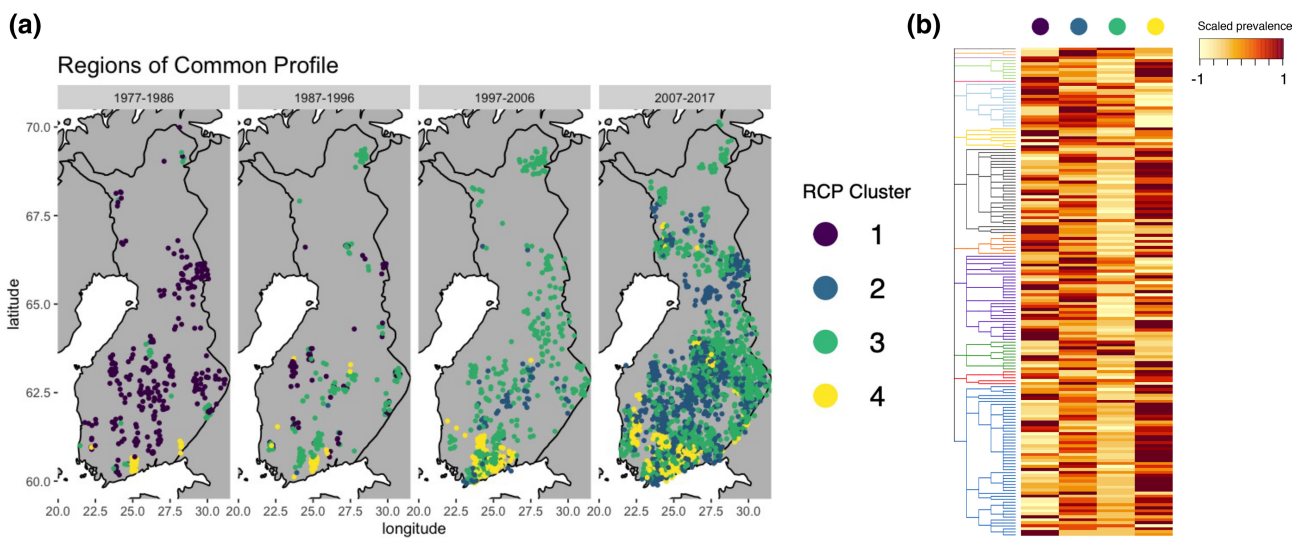 (a)
Regions of Common Profile
1977-1986
1987-1996
1997-2006
2007-2017
70.0
67.5
65.0
62.5
60.0
latitude
20.0 22.5 25.0 27.5 30.0
20.0 22.5 25.0 27.5 30.0
20.0 22.5 25.0 27.5 30.0
20.0 22.5 25.0 27.5 30.0
longitude
RCP Cluster
1
2
3
4
(b)
Scaled prevalence
-1 1